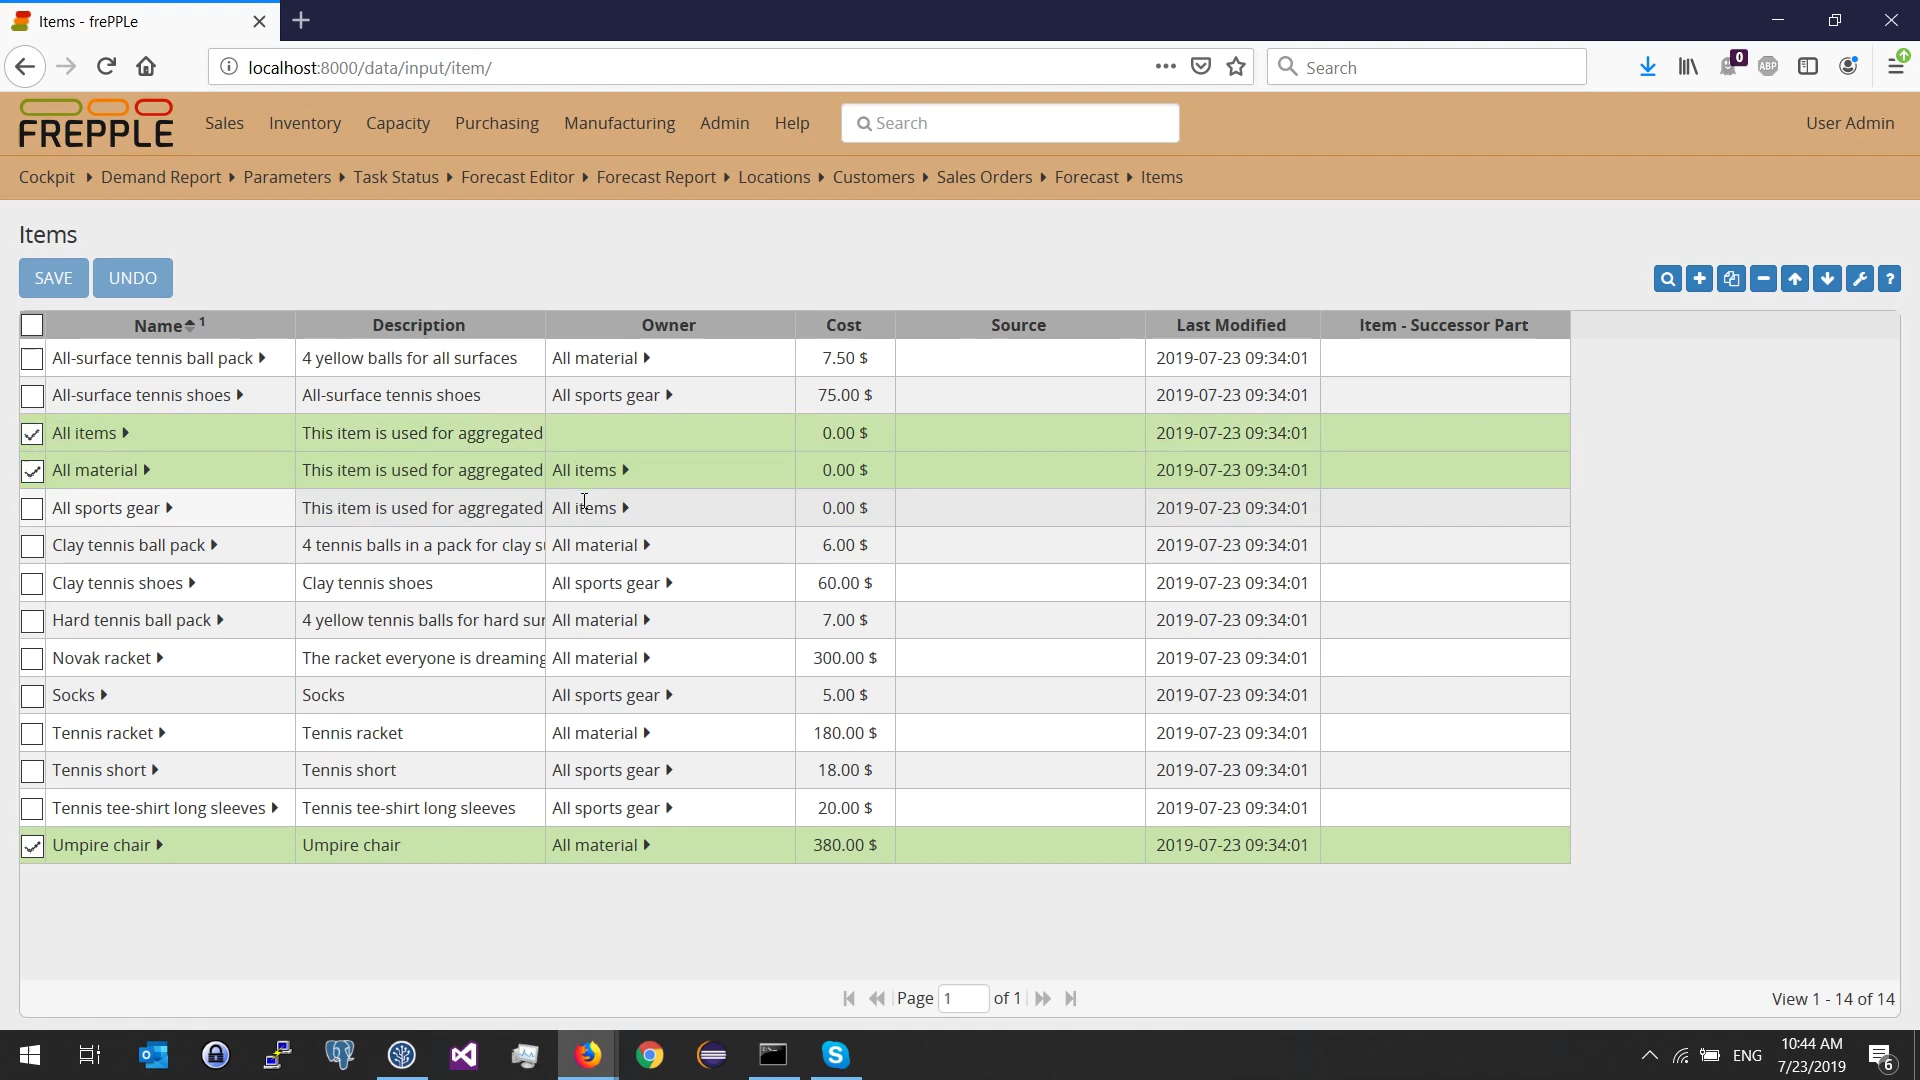 Items - frePPLe
localhost:8000/data/input/item/
Search
0
ABP
FREPPLE
Sales Inventory Capacity Purchasing Manufacturing Admin Help
Search
User Admin
Cockpit Demand Report Parameters Task Status Forecast Editor Forecast Report Locations Customers Sales Orders Forecast Items
Items
SAVE UNDO
?
Name 1 Description Owner Cost Source Last Modified Item - Successor Part
All-surface tennis ball pack 4 yellow balls for all surfaces All material 7.50 $ 2019-07-23 09:34:01
All-surface tennis shoes All-surface tennis shoes All sports gear 75.00 $ 2019-07-23 09:34:01
All items This item is used for aggregated 0.00 $ 2019-07-23 09:34:01
All material This item is used for aggregated All items 0.00 $ 2019-07-23 09:34:01
All sports gear This item is used for aggregated All items 0.00 $ 2019-07-23 09:34:01
Clay tennis ball pack 4 tennis balls in a pack for clay s All material 6.00 $ 2019-07-23 09:34:01
Clay tennis shoes Clay tennis shoes All sports gear 60.00 $ 2019-07-23 09:34:01
Hard tennis ball pack 4 yellow tennis balls for hard sur All material 7.00 $ 2019-07-23 09:34:01
Novak racket The racket everyone is dreaming All material 300.00 $ 2019-07-23 09:34:01
Socks Socks All sports gear 5.00 $ 2019-07-23 09:34:01
Tennis racket Tennis racket All material 180.00 $ 2019-07-23 09:34:01
Tennis short Tennis short All sports gear 18.00 $ 2019-07-23 09:34:01
Tennis tee-shirt long sleeves Tennis tee-shirt long sleeves All sports gear 20.00 $ 2019-07-23 09:34:01
Umpire chair Umpire chair All material 380.00 $ 2019-07-23 09:34:01
Page 1 of 1
View 1 - 14 of 14
ENG
10:44 AM
7/23/2019
6